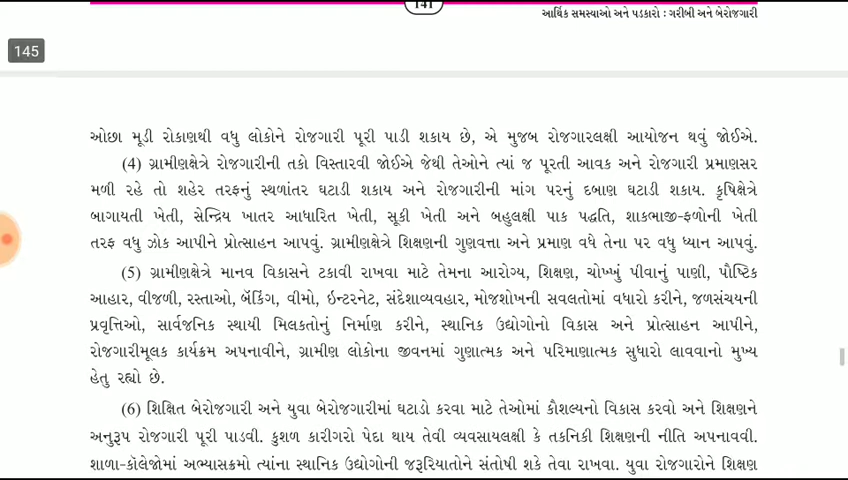 141
આર્થિક સમસ્યાઓ અને પડકારો : ગરીબી અને બેરોજગારી
145
ઓછા મૂડી રોકાણથી વધુ લોકોને રોજગારી પૂરી પાડી શકાય છે, એ મુજબ રોજગારલક્ષી આયોજન થવું જોઈએ.
(4) ગ્રામીણક્ષેત્રે રોજગારીની તકો વિસ્તારવી જોઈએ જેથી તેઓને ત્યાં જ પૂરતી આવક અને રોજગારી પ્રમાણસર
મળી રહે તો શહેર તરફનું સ્થળાંતર ઘટાડી શકાય અને રોજગારીની માંગ પરનું દબાણ ઘટાડી શકાય. કૃષિક્ષેત્રે
બાગાયતી ખેતી, સેન્દ્રિય ખાતર આધારિત ખેતી, સૂકી ખેતી અને બહુલક્ષી પાક પદ્ધતિ, શાકભાજી-ફળોની ખેતી
તરફ વધુ ઝોક આપીને પ્રોત્સાહન આપવું. ગ્રામીણક્ષેત્રે શિક્ષણની ગુણવત્તા અને પ્રમાણ વધે તેના પર વધુ ધ્યાન આપવું.
(5) ગ્રામીણક્ષેત્રે માનવ વિકાસને ટકાવી રાખવા માટે તેમના આરોગ્ય, શિક્ષણ, ચોખ્ખું પીવાનું પાણી, પૌષ્ટિક
આહાર, વીજળી, રસ્તાઓ, બૅંકિંગ, વીમો, ઇન્ટરનેટ, સંદેશાવ્યવહાર, મોજશોખની સવલતોમાં વધારો કરીને, જળસંચયની
પ્રવૃત્તિઓ, સાર્વજનિક સ્થાયી મિલકતોનું નિર્માણ કરીને, સ્થાનિક ઉદ્યોગોનો વિકાસ અને પ્રોત્સાહન આપીને,
રોજગારીમૂલક કાર્યક્રમ અપનાવીને, ગ્રામીણ લોકોના જીવનમાં ગુણાત્મક અને પરિમાણાત્મક સુધારો લાવવાનો મુખ્ય
હેતુ રહ્યો છે.
(6) શિક્ષિત બેરોજગારી અને યુવા બેરોજગારીમાં ઘટાડો કરવા માટે તેઓમાં કૌશલ્યનો વિકાસ કરવો અને શિક્ષણને
અનુરૂપ રોજગારી પૂરી પાડવી. કુશળ કારીગરો પેદા થાય તેવી વ્યવસાયલક્ષી કે તકનિકી શિક્ષણની નીતિ અપનાવવી.
શાળા-કૉલેજોમાં અભ્યાસક્રમો ત્યાંના સ્થાનિક ઉદ્યોગોની જરૂરિયાતોને સંતોષી શકે તેવા રાખવા. યુવા રોજગારોને શિક્ષણ